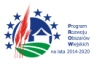 Program
Rozwoju
Obszarów
Wiejskich
na lata 2014-2020